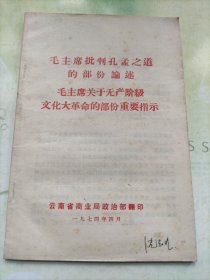 毛主席批判孔孟之道
的部份論述
毛主席关于无产阶級
文化大革命的部份重要指示
云南省商业局政治部翻印
一九七四年四月